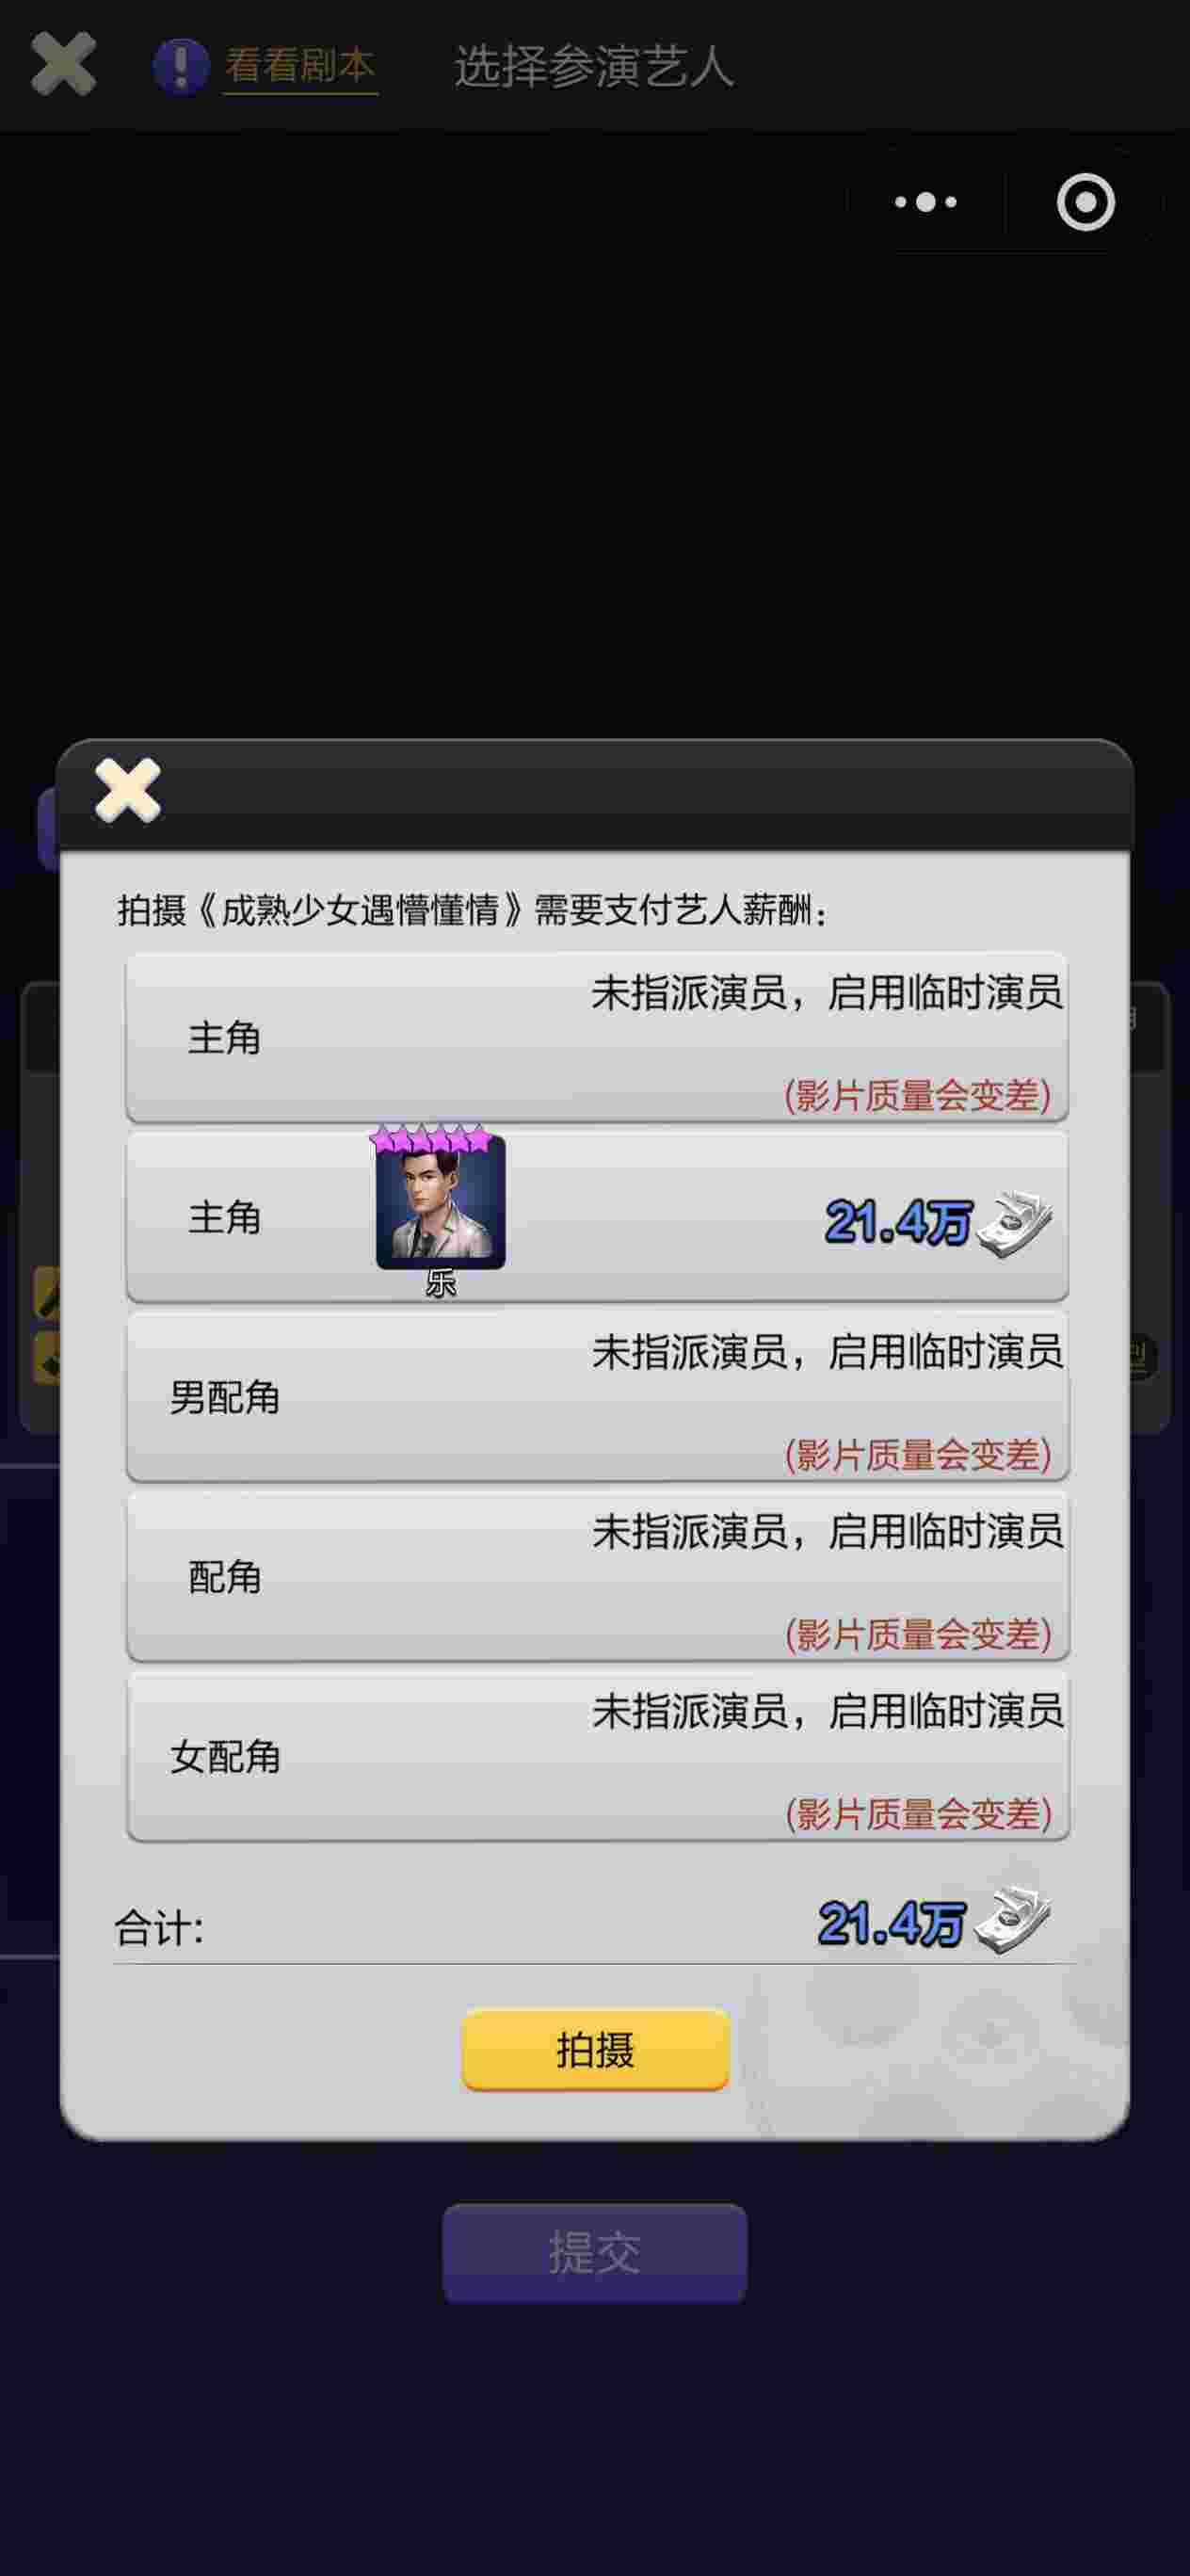 看看剧本
选择参演艺人
拍摄《成熟少女遇懵懂情》需要支付艺人薪酬：
未指派演员，启用临时演员
主角
(影片质量会变差)
主角
21.4万
乐
未指派演员，启用临时演员
男配角
(影片质量会变差)
未指派演员，启用临时演员
配角
(影片质量会变差)
未指派演员，启用临时演员
女配角
(影片质量会变差)
合计:
21.4万
拍摄
提交